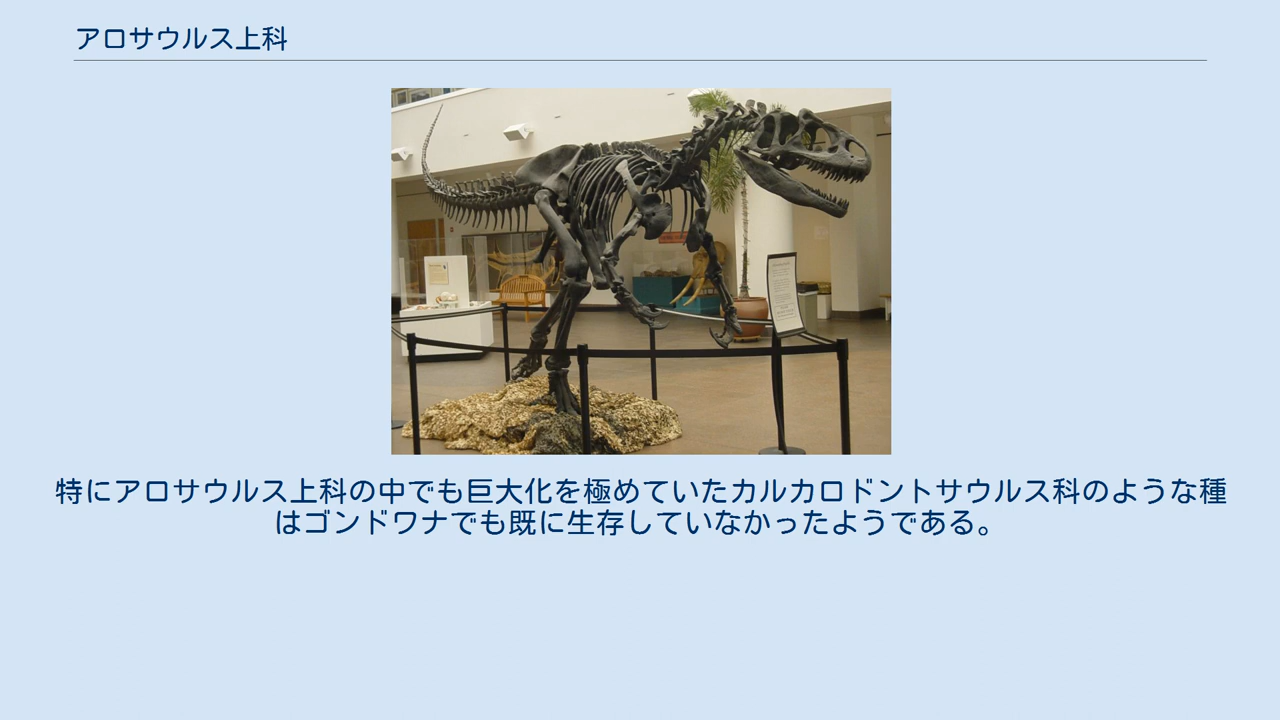 アロサウルス上科
特にアロサウルス上科の中でも巨大化を極めていたカルカロドントサウルス科のような種
はゴンドワナでも既に生存していなかったようである。